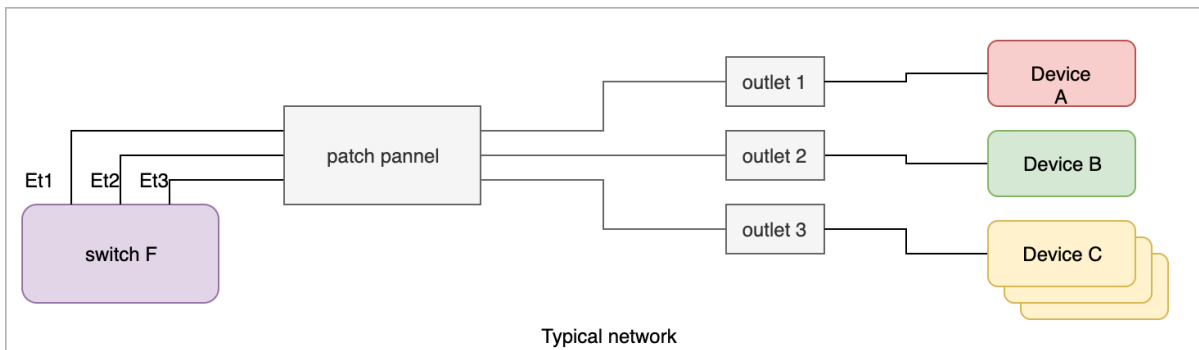 outlet 1
Device
A
patch pannel
outlet 2
Device B
Et1
Et2
Et3
switch F
outlet 3
Device C
Typical network